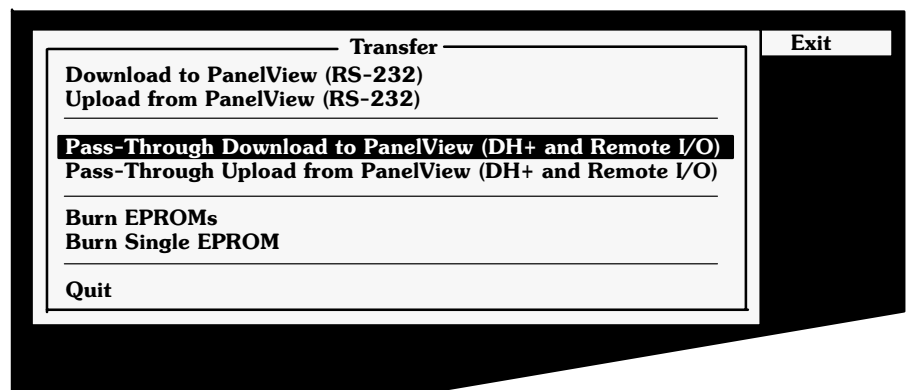 Transfer
Exit
Download to PanelView (RS-232)
Upload from PanelView (RS-232)
Pass-Through Download to PanelView (DH+ and Remote I/O)
Pass-Through Upload from PanelView (DH+ and Remote I/O)
Burn EPROMs
Burn Single EPROM
Quit